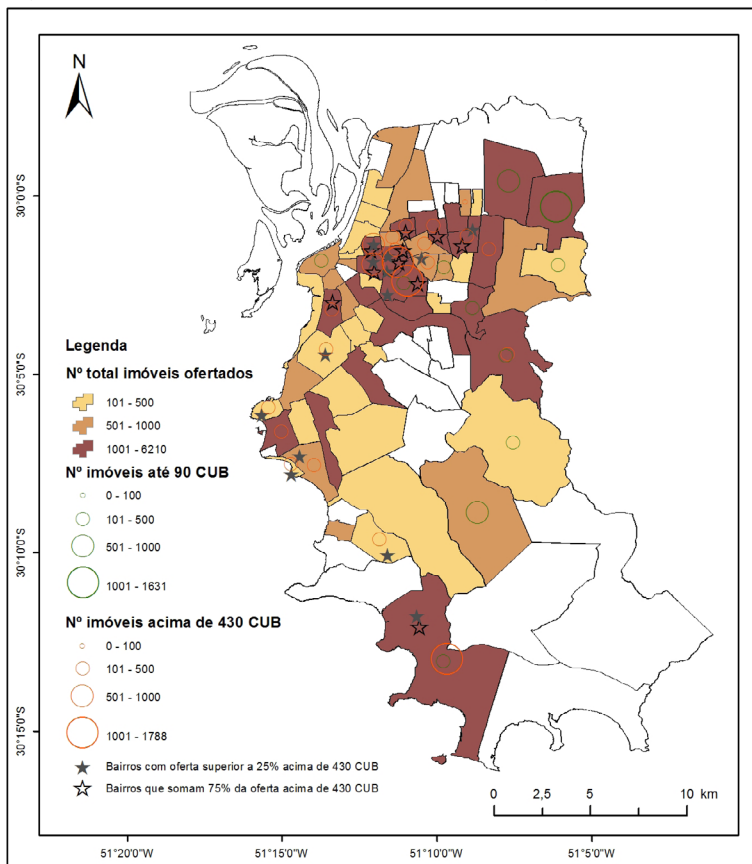 N
30°0'0"S
30°5'0"S
30°10'0"S
30°15'0"S
Legenda
Nº total imóveis ofertados
101 - 500
501 - 1000
1001 - 6210
Nº imóveis até 90 CUB
0 - 100
101 - 500
501 - 1000
1001 - 1631
Nº imóveis acima de 430 CUB
0 - 100
101 - 500
501 - 1000
1001 - 1788
Bairros com oferta superior a 25% acima de 430 CUB
Bairros que somam 75% da oferta acima de 430 CUB
0 2,5 5 10 km
51°20'0"W 51°15'0"W 51°10'0"W 51°5'0"W